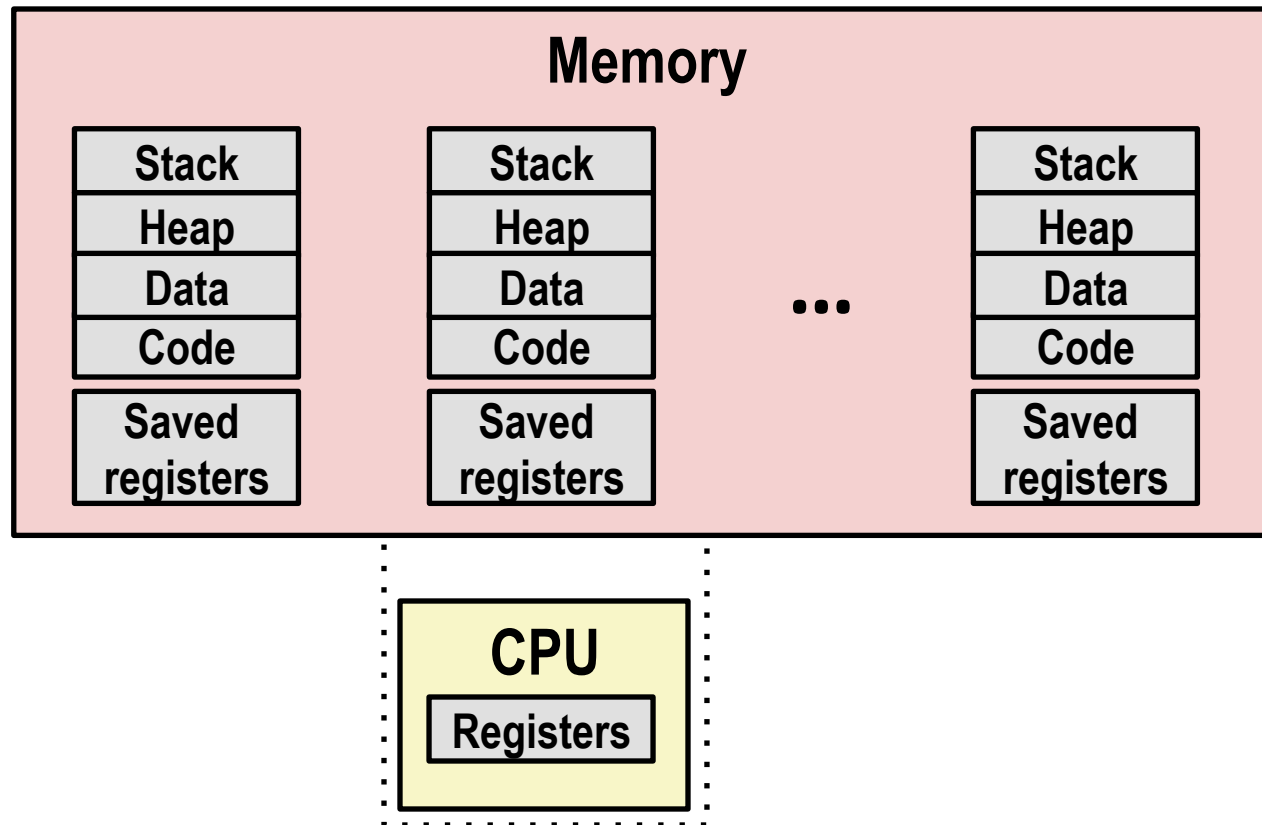 Memory
Stack
Heap
Data
Code
Saved
registers
Stack
Heap
Data
Code
Saved
registers
...
Stack
Heap
Data
Code
Saved
registers
CPU
Registers